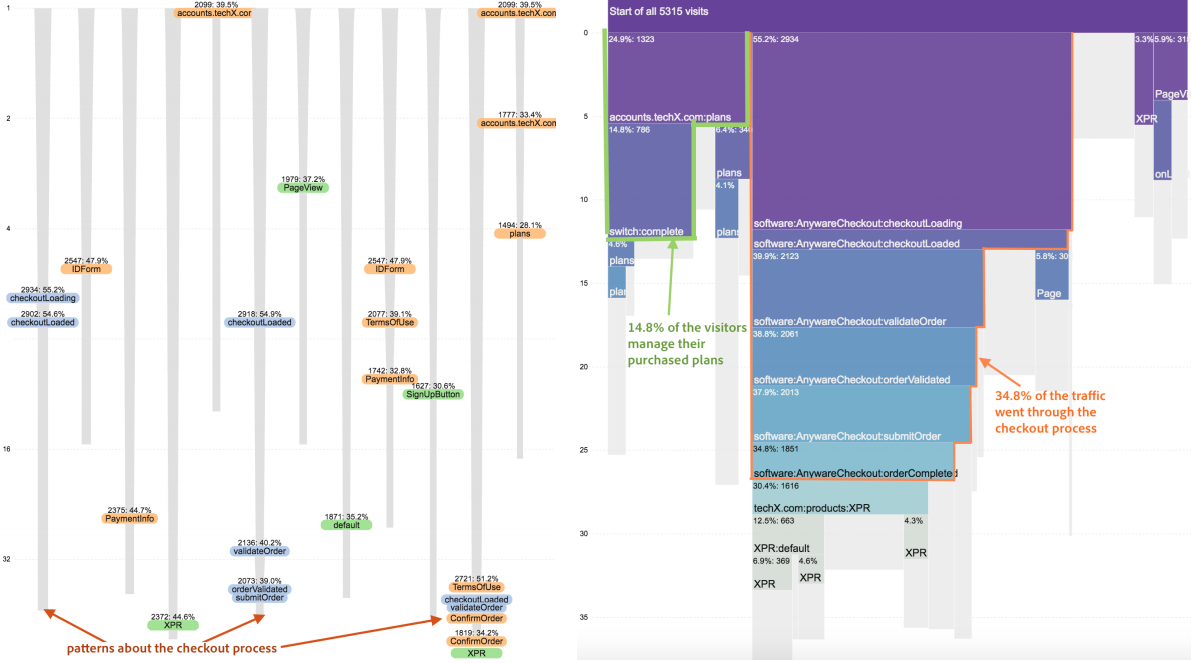 1
2099: 39.5%
accounts.techX.cor
2099: 39.5%
accounts.techX.con
2
1777: 33.4%
accounts.techX.con
1979: 37.2%
PageView
4
1494: 28.1%
plans
2547: 47.9%
IDForm
2547: 47.9%
IDForm
2934: 55.2%
checkoutLoading
2902: 54.6%
checkoutLoaded
2918: 54.9%
checkoutLoaded
2077: 39.1%
TermsOfUse
1742: 32.8%
PaymentInfo
1627: 30.6%
SignUpButton
16
2375: 44.7%
PaymentInfo
1871: 35.2%
default
32
2136: 40.2%
validateOrder
2073: 39.0%
orderValidated
submitOrder
2721: 51.2%
TermsOfUse
checkoutLoaded
validateOrder
ConfirmOrder
2372: 44.6%
XPR
1819: 34.2%
ConfirmOrder
XPR
patterns about the checkout process
Start of all 5315 visits
0
24.9%: 1323
55.2%: 2934
3.3%
5.9%: 31
PageVi
5
accounts.techX.com:plans
XPR
14.8%: 786
6.4%: 34
plans
onL
4.1%
10
software:AnywareCheckout:checkoutLoading
switch:complete
plans
4.6%
software:AnywareCheckout:checkoutLoaded
plans
39.9%: 2123
5.6%: 30
15
plan
Page
software:AnywareCheckout:validateOrder
14.8% of the visitors
manage their
purchased plans
38.8%: 2061
20
software:AnywareCheckout:orderValidated
37.9%: 2013
34.8% of the traffic
went through the
checkout process
software:AnywareCheckout:submitOrder
25
34.8%: 1851
software:AnywareCheckout:orderCompleted
30.4%: 1616
techX.com:products:XPR
12.5%: 663
4.3%
30
XPR:default
XPR
6.9%: 369
4.6%
XPR
XPR
35